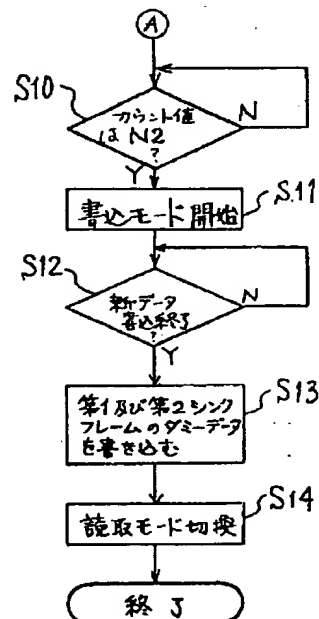 A
S10
カウント値
は N2
?
N
Y
S11
書込モード開始
S12
新データ
書込終了
?
N
Y
S13
第1及び第2シンク
フレームのダミーデータ
を書き込む
S14
読取モード切換
終了